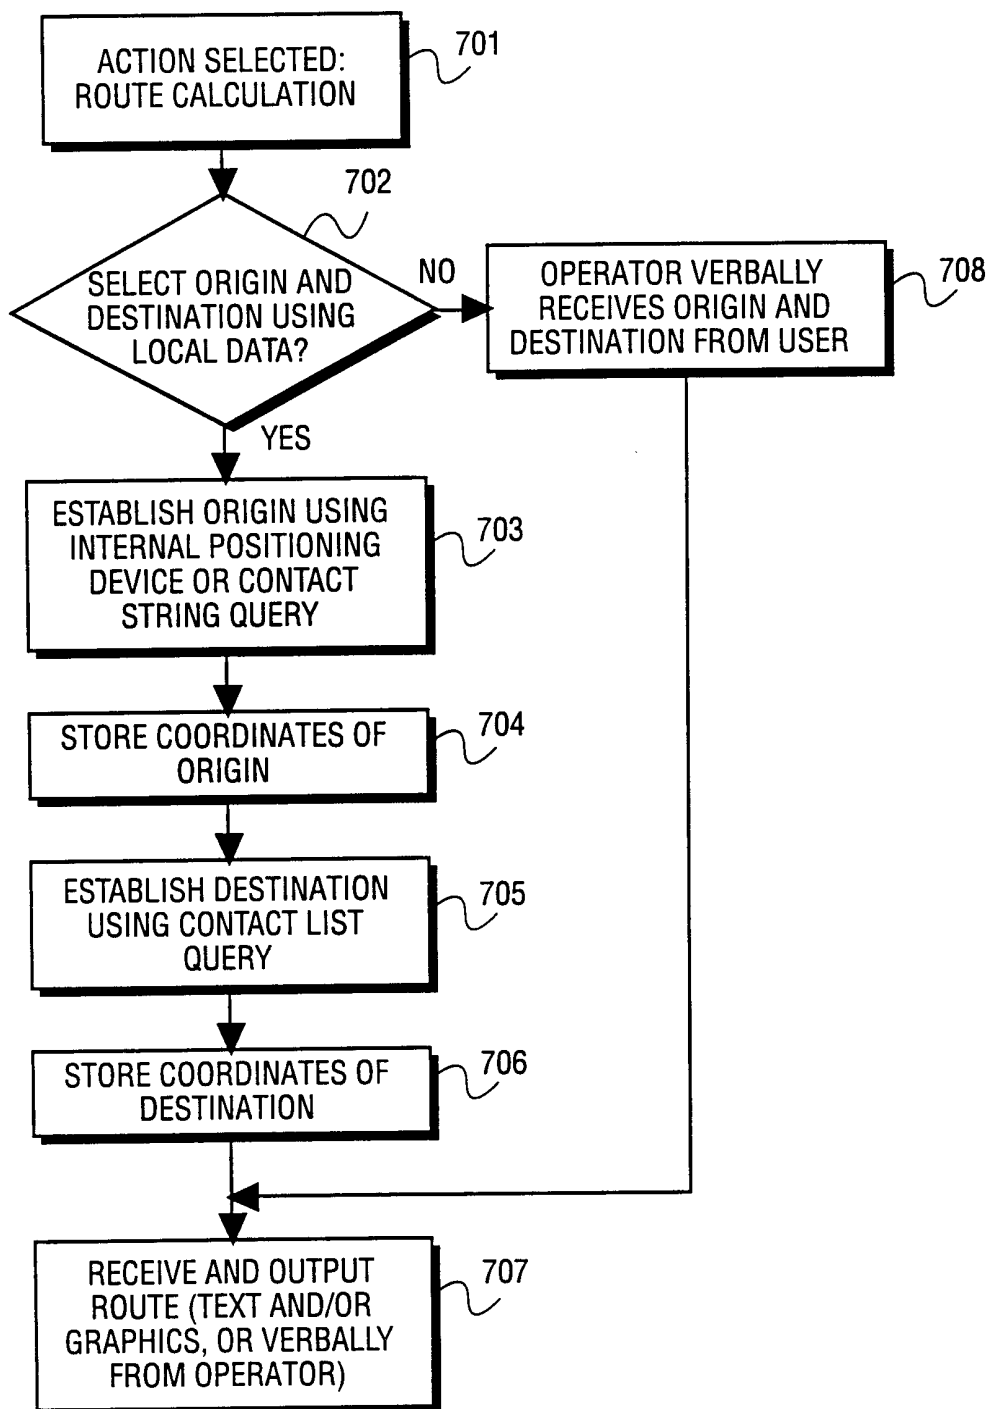 ACTION SELECTED:
ROUTE CALCULATION
701
702
SELECT ORIGIN AND
DESTINATION USING
LOCAL DATA?
NO
OPERATOR VERBALLY
RECEIVES ORIGIN AND
DESTINATION FROM USER
708
YES
ESTABLISH ORIGIN USING
INTERNAL POSITIONING
DEVICE OR CONTACT
STRING QUERY
703
STORE COORDINATES OF
ORIGIN
704
ESTABLISH DESTINATION
USING CONTACT LIST
QUERY
705
STORE COORDINATES OF
DESTINATION
706
RECEIVE AND OUTPUT
ROUTE (TEXT AND/OR
GRAPHICS, OR VERBALLY
FROM OPERATOR)
707